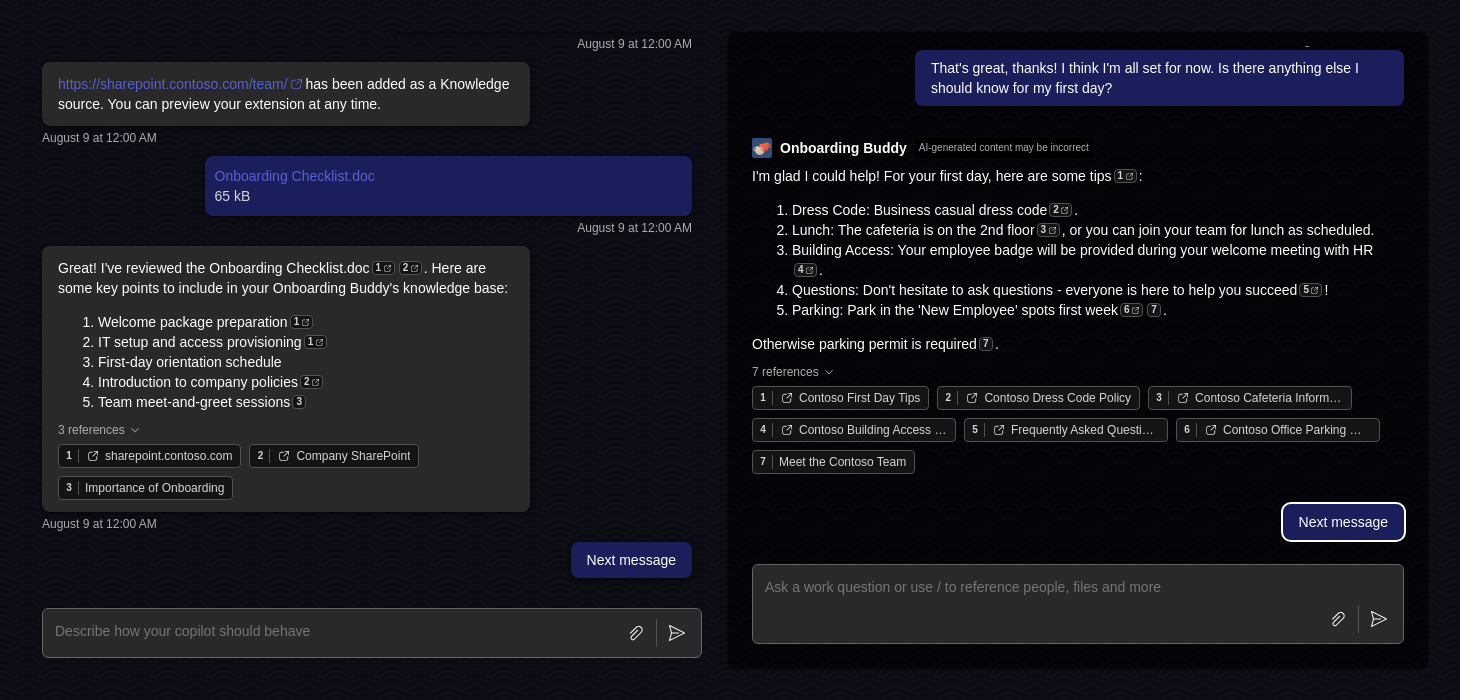 August 9 at 12:00 AM
https://sharepoint.contoso.com/team/ has been added as a Knowledge
source. You can preview your extension at any time.
August 9 at 12:00 AM
Onboarding Checklist.doc
65 kB
August 9 at 12:00 AM
Great! I've reviewed the Onboarding Checklist.doc 1 2. Here are
some key points to include in your Onboarding Buddy's knowledge base:
1. Welcome package preparation 1
2. IT setup and access provisioning 1
3. First-day orientation schedule
4. Introduction to company policies 2
5. Team meet-and-greet sessions 3
3 references
1 sharepoint.contoso.com 2 Company SharePoint
3 Importance of Onboarding
August 9 at 12:00 AM
Next message
Describe how your copilot should behave
That's great, thanks! I think I'm all set for now. Is there anything else I
should know for my first day?
Onboarding Buddy AI-generated content may be incorrect
I'm glad I could help! For your first day, here are some tips 1:
1. Dress Code: Business casual dress code 2.
2. Lunch: The cafeteria is on the 2nd floor 3, or you can join your team for lunch as scheduled.
3. Building Access: Your employee badge will be provided during your welcome meeting with HR
4.
4. Questions: Don't hesitate to ask questions - everyone is here to help you succeed 5!
5. Parking: Park in the 'New Employee' spots first week 6 7.
Otherwise parking permit is required 7.
7 references
1 Contoso First Day Tips 2 Contoso Dress Code Policy 3 Contoso Cafeteria Inform...
4 Contoso Building Access ... 5 Frequently Asked Questi... 6 Contoso Office Parking ...
7 Meet the Contoso Team
Next message
Ask a work question or use / to reference people, files and more